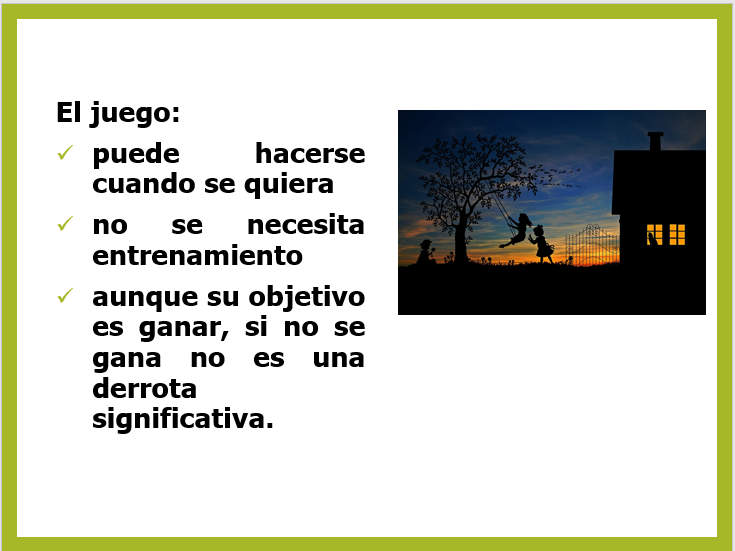 El juego:
puede hacerse
cuando se quiera
no se necesita
entrenamiento
aunque su objetivo
es ganar, si no se
gana no es una
derrota
significativa.